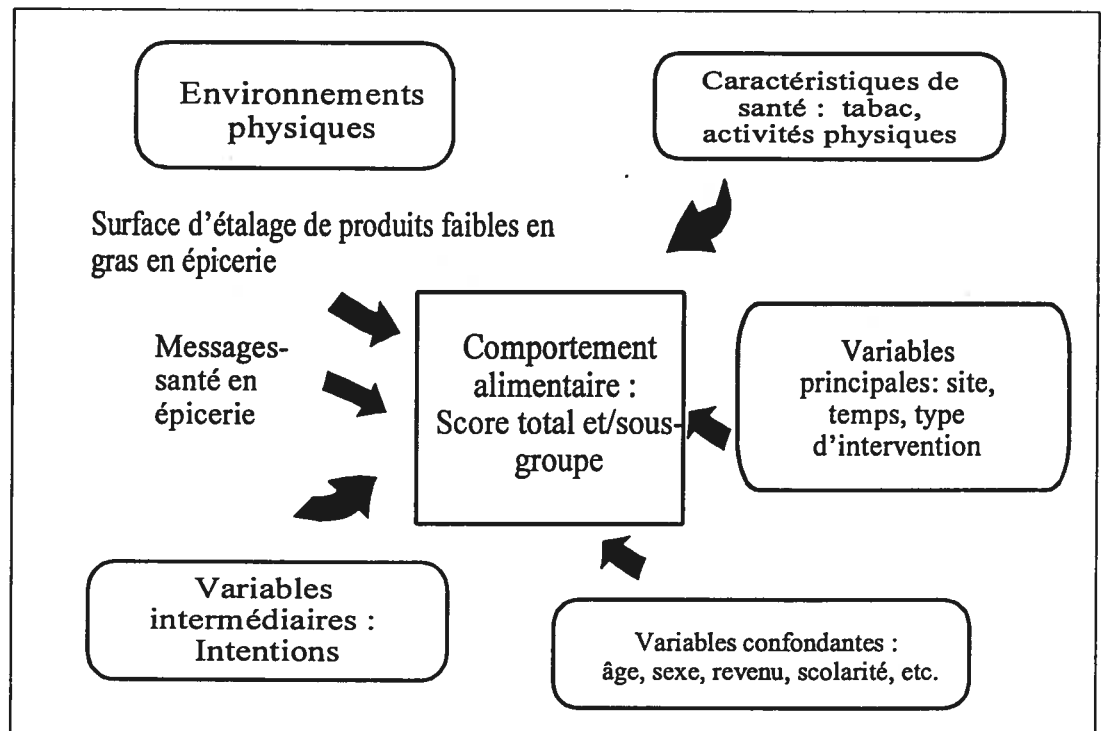 Environnements
physiques
Caractéristiques de
santé : tabac,
activités physiques
Surface d'étalage de produits faibles en
gras en épicerie
Messages-
santé en
épicerie
Comportement
alimentaire :
Score total et/sous-
groupe
Variables
principales: site,
temps, type
d'intervention
Variables
intermédiaires :
Intentions
Variables confondantes :
âge, sexe, revenu, scolarité, etc.